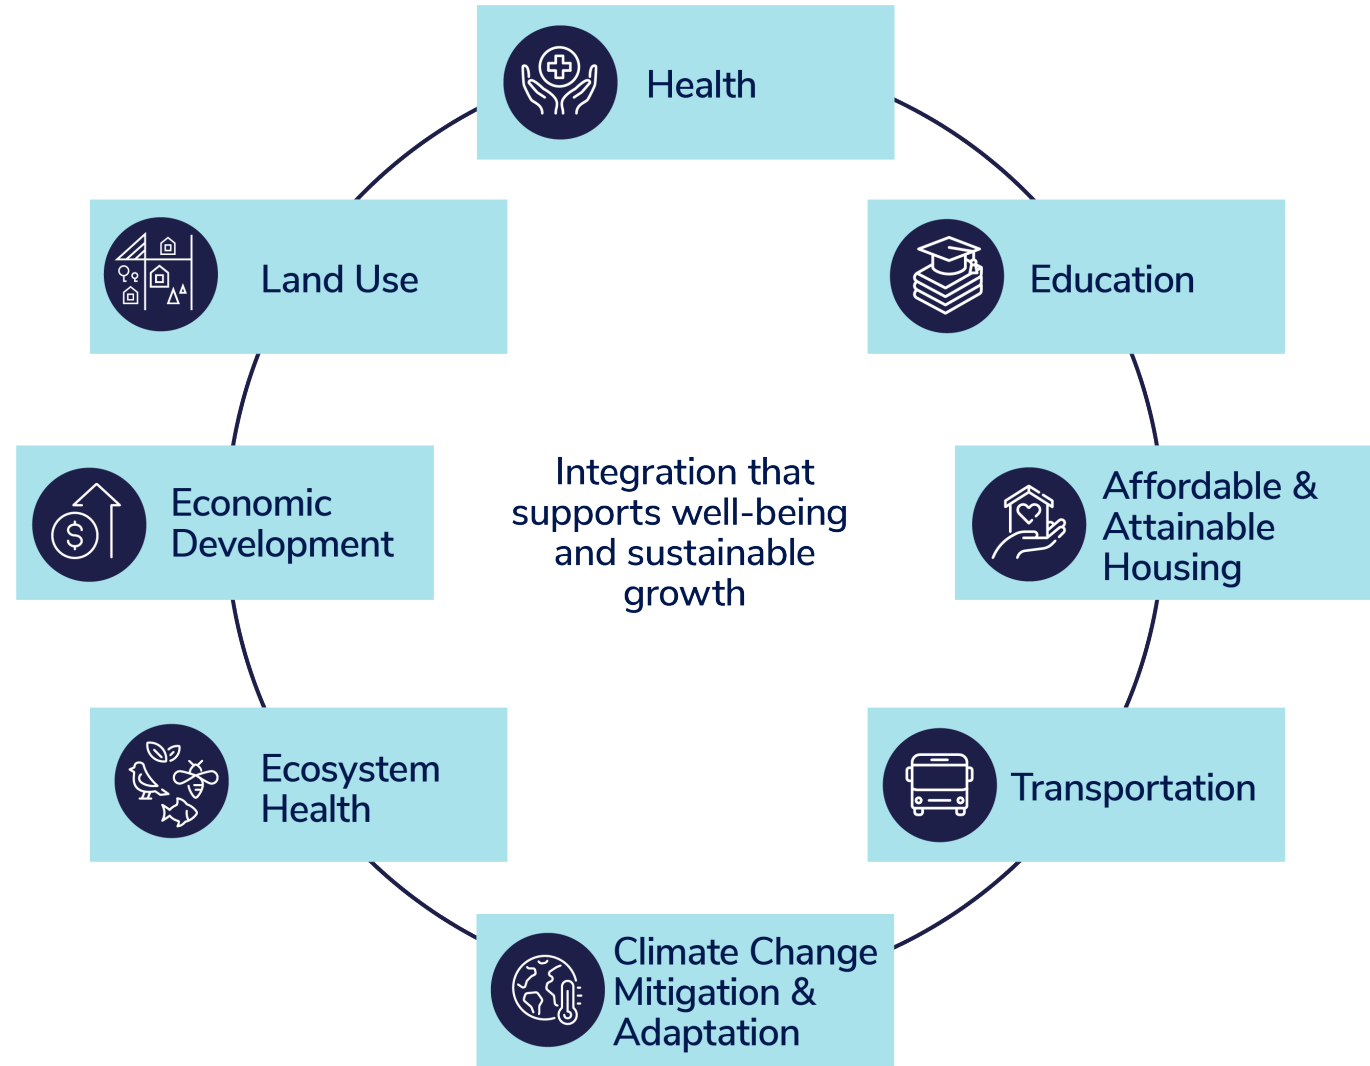 Health
Land Use
Education
Economic
Development
Integration that
supports well-being
and sustainable
growth
Affordable &
Attainable
Housing
Ecosystem
Health
Transportation
Climate Change
Mitigation &
Adaptation